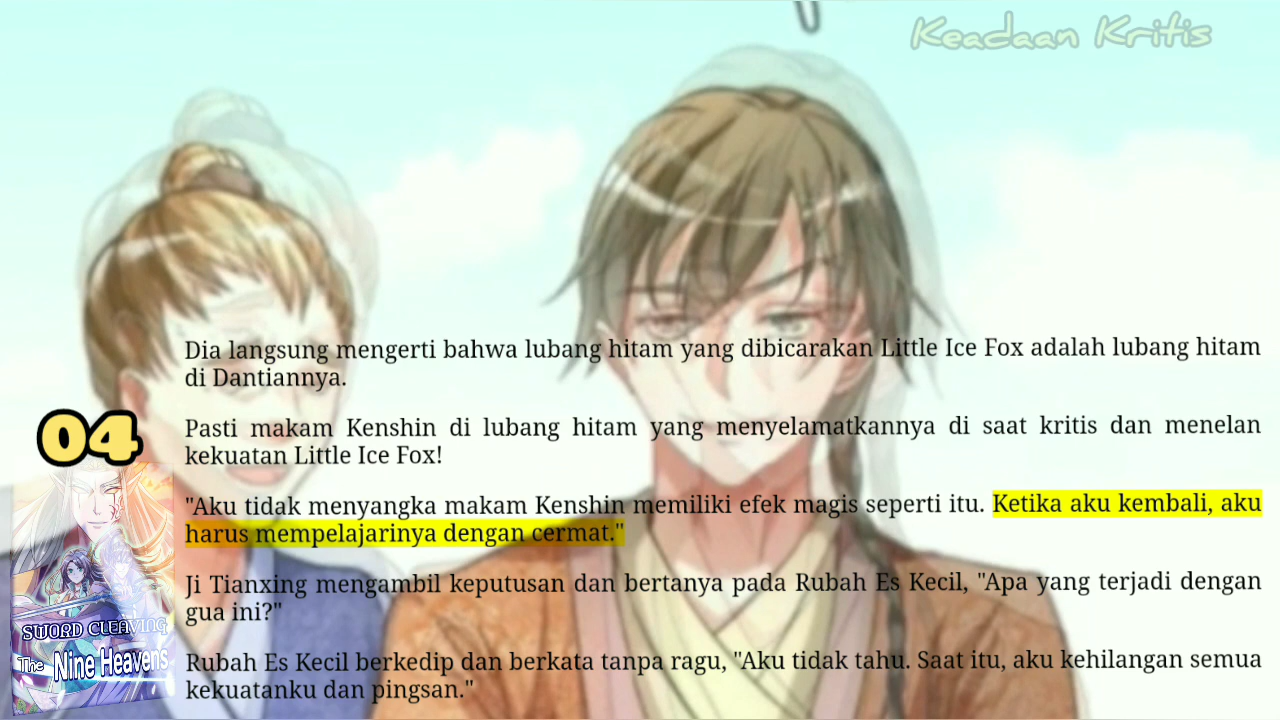 Keadaan Kritis
Dia langsung mengerti bahwa lubang hitam yang dibicarakan Little Ice Fox adalah lubang hitam
di Dantiannya.
Pasti makam Kenshin di lubang hitam yang menyelamatkannya di saat kritis dan menelan
kekuatan Little Ice Fox!
04
"Aku tidak menyangka makam Kenshin memiliki efek magis seperti itu. Ketika aku kembali, aku
harus mempelajarinya dengan cermat."
Ji Tianxing mengambil keputusan dan bertanya pada Rubah Es Kecil, "Apa yang terjadi dengan
gua ini?"
Rubah Es Kecil berkedip dan berkata tanpa ragu, "Aku tidak tahu. Saat itu, aku kehilangan semua
kekuatanku dan pingsan."
SWORD CLEAVING
The Nine Heavens